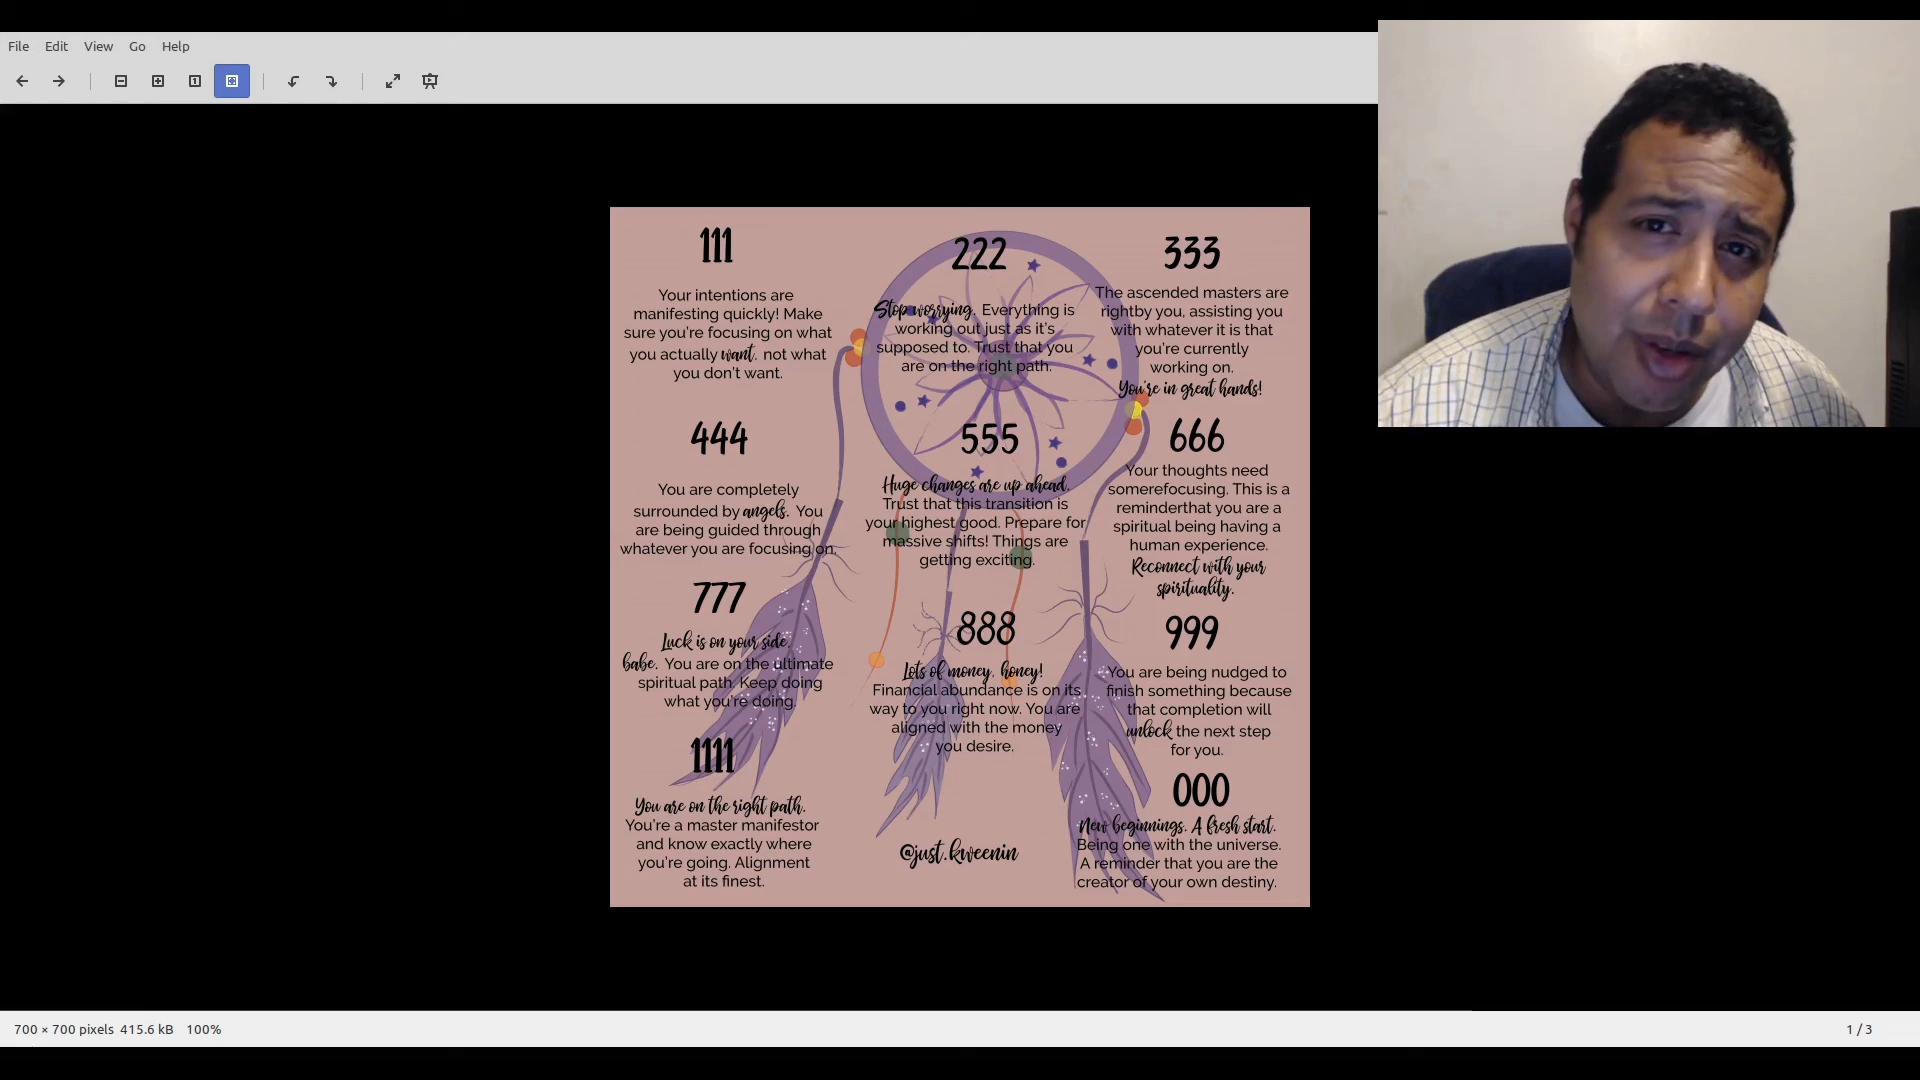 File Edit View Go Help
111
Your intentions are
manifesting quickly! Make
sure you're focusing on what
you actually want, not what
you don't want.
222
Stop worrying. Everything is
working out just as it's
supposed to. Trust that you
are on the right path.
333
The ascended masters are
rightby you, assisting you
with whatever it is that
you're currently
working on.
You're in great hands!
444
You are completely
surrounded by angels. You
are being guided through
whatever you are focusing on.
555
Huge changes are up ahead.
Trust that this transition is
your highest good. Prepare for
massive shifts! Things are
getting exciting.
666
Your thoughts need
somerefocusing. This is a
reminderthat you are a
spiritual being having a
human experience.
Reconnect with your
spirituality.
777
Luck is on your side,
babe. You are on the ultimate
spiritual path. Keep doing
what you're doing.
888
Lots of money, honey!
Financial abundance is on its
way to you right now. You are
aligned with the money
you desire.
999
You are being nudged to
finish something because
that completion will
unlock the next step
for you.
1111
You are on the right path.
You're a master manifestor
and know exactly where
you're going. Alignment
at its finest.
@just.kweenin
000
New beginnings. A fresh start.
Being one with the universe.
A reminder that you are the
creator of your own destiny.
700 × 700 pixels 415.6 kB 100%
1 / 3